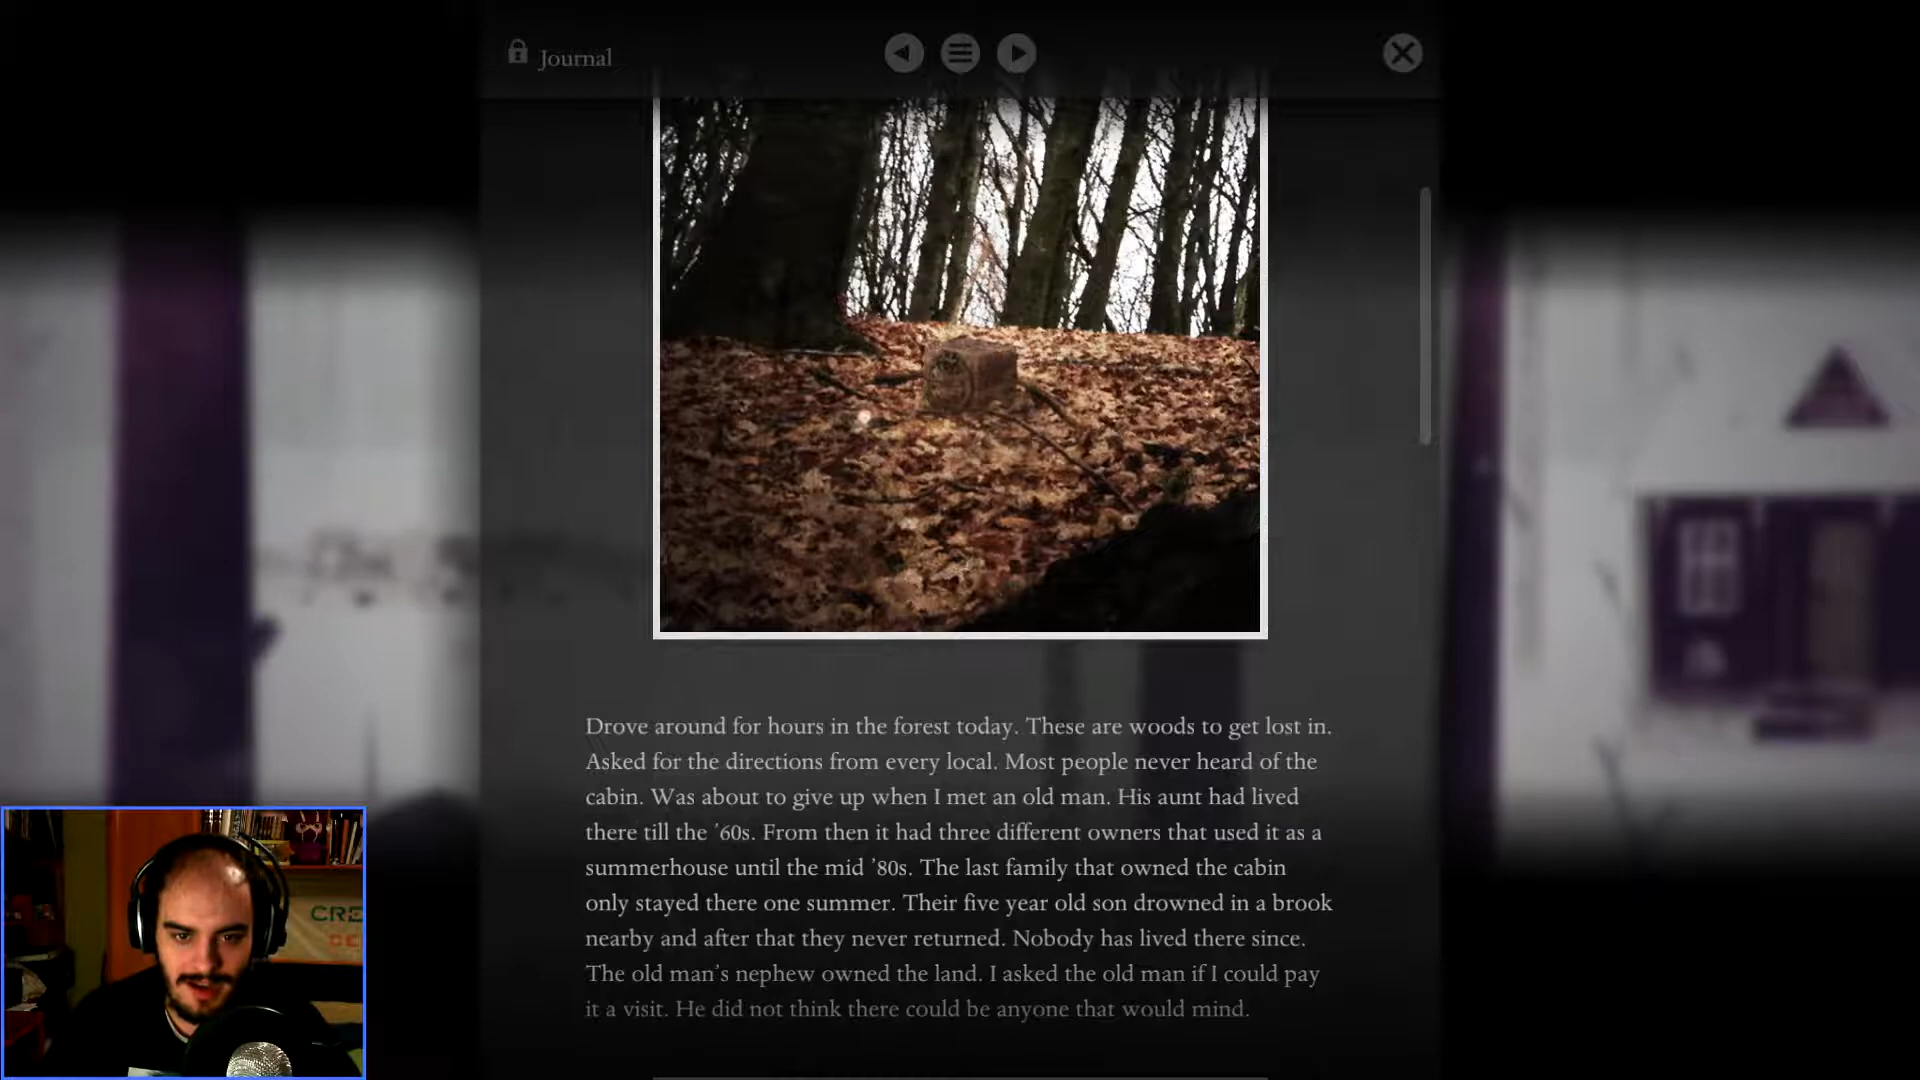 Journal
Drove around for hours in the forest today. These are woods to get lost in.
Asked for the directions from every local. Most people never heard of the
cabin. Was about to give up when I met an old man. His aunt had lived
there till the ’60s. From then it had three different owners that used it as a
summerhouse until the mid ’80s. The last family that owned the cabin
only stayed there one summer. Their five year old son drowned in a brook
nearby and after that they never returned. Nobody has lived there since.
The old man’s nephew owned the land. I asked the old man if I could pay
it a visit. He did not think there could be anyone that would mind.